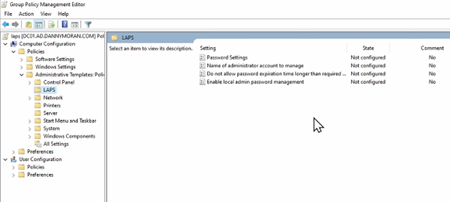 Group Policy Management Editor
File Action View Help
laps [DC01.AD.DANNYMORAN.COM] Policy
Computer Configuration
Policies
Software Settings
Windows Settings
Administrative Templates: Poli
Control Panel
LAPS
Network
Printers
Server
Start Menu and Taskbar
System
Windows Components
All Settings
Preferences
User Configuration
Policies
Preferences
LAPS
Select an item to view its description.
Setting State Comment
Password Settings Not configured No
Name of administrator account to manage Not configured No
Do not allow password expiration time longer than required ... Not configured No
Enable local admin password management Not configured No